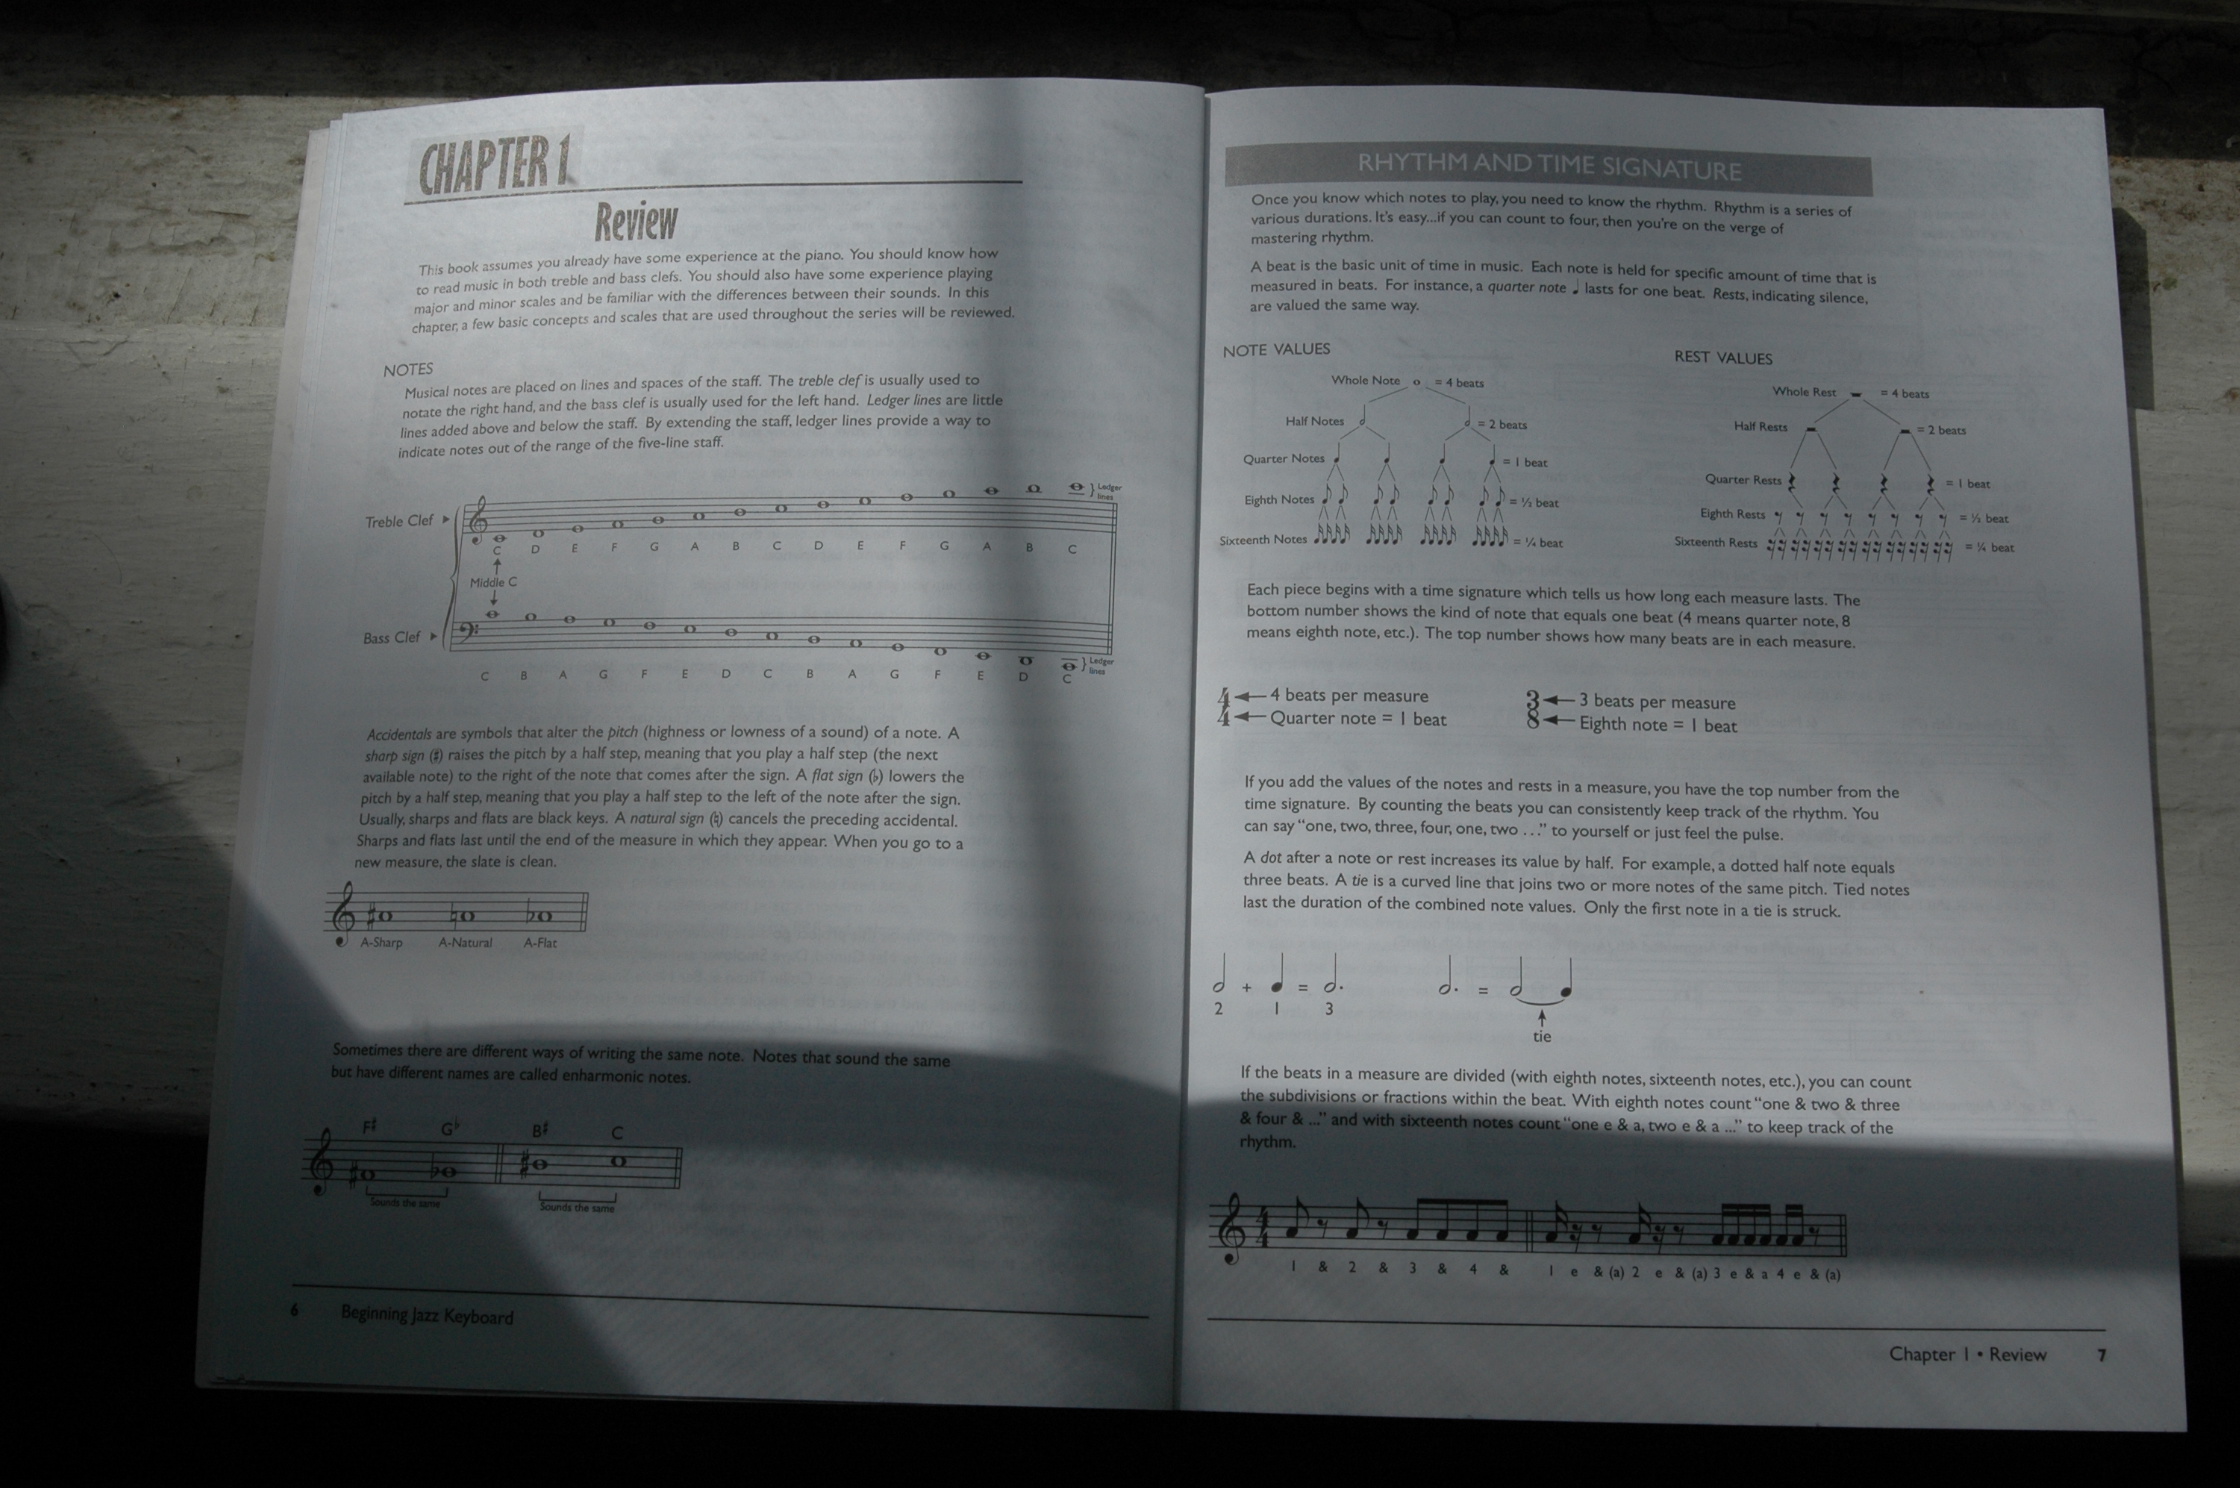 CHAPTER 1
Review
This book assumes you already have some experience at the piano. You should know how
to read music in both treble and bass clefs. You should also have some experience playing
major and minor scales and be familiar with the differences between their sounds. In this
chapter, a few basic concepts and scales that are used throughout the series will be reviewed.
NOTES
Musical notes are placed on lines and spaces of the staff. The treble clef is usually used to
notate the right hand, and the bass clef is usually used for the left hand. Ledger lines are little
lines added above and below the staff. By extending the staff, ledger lines provide a way to
indicate notes out of the range of the five-line staff.
Ledger
lines
Treble Clef
C D E F G A B C D E F G A B C
Middle C
Bass Clef
Ledger
lines
C B A G F E D C B A G F E D C
Accidentals are symbols that alter the pitch (highness or lowness of a sound) of a note. A
sharp sign (♯) raises the pitch by a half step, meaning that you play a half step (the next
available note) to the right of the note that comes after the sign. A flat sign (♭) lowers the
pitch by a half step, meaning that you play a half step to the left of the note after the sign.
Usually, sharps and flats are black keys. A natural sign (♮) cancels the preceding accidental.
Sharps and flats last until the end of the measure in which they appear. When you go to a
new measure, the slate is clean.
A-Sharp A-Natural A-Flat
Sometimes there are different ways of writing the same note. Notes that sound the same
but have different names are called enharmonic notes.
F♯ G♭ B♯ C
Sounds the same Sounds the same
6 Beginning Jazz Keyboard
RHYTHM AND TIME SIGNATURE
Once you know which notes to play, you need to know the rhythm. Rhythm is a series of
various durations. It's easy...if you can count to four, then you're on the verge of
mastering rhythm.
A beat is the basic unit of time in music. Each note is held for specific amount of time that is
measured in beats. For instance, a quarter note ♩ lasts for one beat. Rests, indicating silence,
are valued the same way.
NOTE VALUES
Whole Note = 4 beats
Half Notes = 2 beats
Quarter Notes = 1 beat
Eighth Notes = ½ beat
Sixteenth Notes = ¼ beat
REST VALUES
Whole Rest = 4 beats
Half Rests = 2 beats
Quarter Rests = 1 beat
Eighth Rests = ½ beat
Sixteenth Rests = ¼ beat
Each piece begins with a time signature which tells us how long each measure lasts. The
bottom number shows the kind of note that equals one beat (4 means quarter note, 8
means eighth note, etc.). The top number shows how many beats are in each measure.
4 4 beats per measure
4 Quarter note = 1 beat
3 3 beats per measure
8 Eighth note = 1 beat
If you add the values of the notes and rests in a measure, you have the top number from the
time signature. By counting the beats you can consistently keep track of the rhythm. You
can say "one, two, three, four, one, two ..." to yourself or just feel the pulse.
A dot after a note or rest increases its value by half. For example, a dotted half note equals
three beats. A tie is a curved line that joins two or more notes of the same pitch. Tied notes
last the duration of the combined note values. Only the first note in a tie is struck.
+ = =
2 1 3
tie
If the beats in a measure are divided (with eighth notes, sixteenth notes, etc.), you can count
the subdivisions or fractions within the beat. With eighth notes count "one & two & three
& four & ..." and with sixteenth notes count "one e & a, two e & a ..." to keep track of the
rhythm.
4
4
1 & 2 & 3 & 4 & 1 e & (a) 2 e & (a) 3 e & a 4 e & (a)
Chapter 1 • Review 7